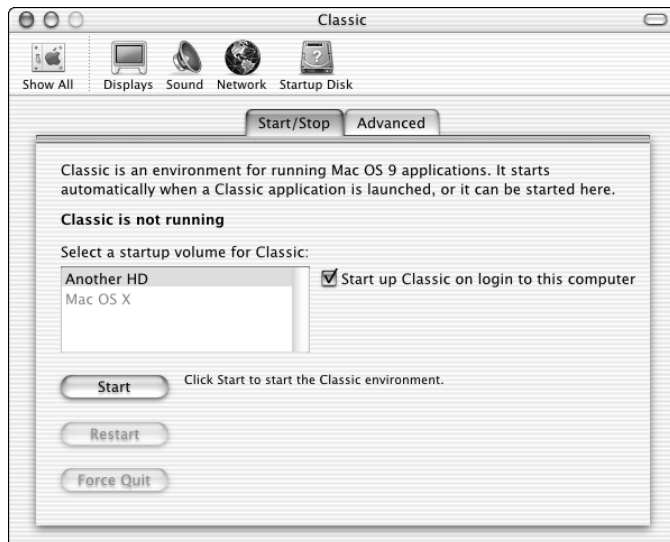 Classic
Show All Displays Sound Network Startup Disk
Start/Stop Advanced
Classic is an environment for running Mac OS 9 applications. It starts
automatically when a Classic application is launched, or it can be started here.
Classic is not running
Select a startup volume for Classic:
Another HD
Mac OS X
Start up Classic on login to this computer
Start
Click Start to start the Classic environment.
Restart
Force Quit